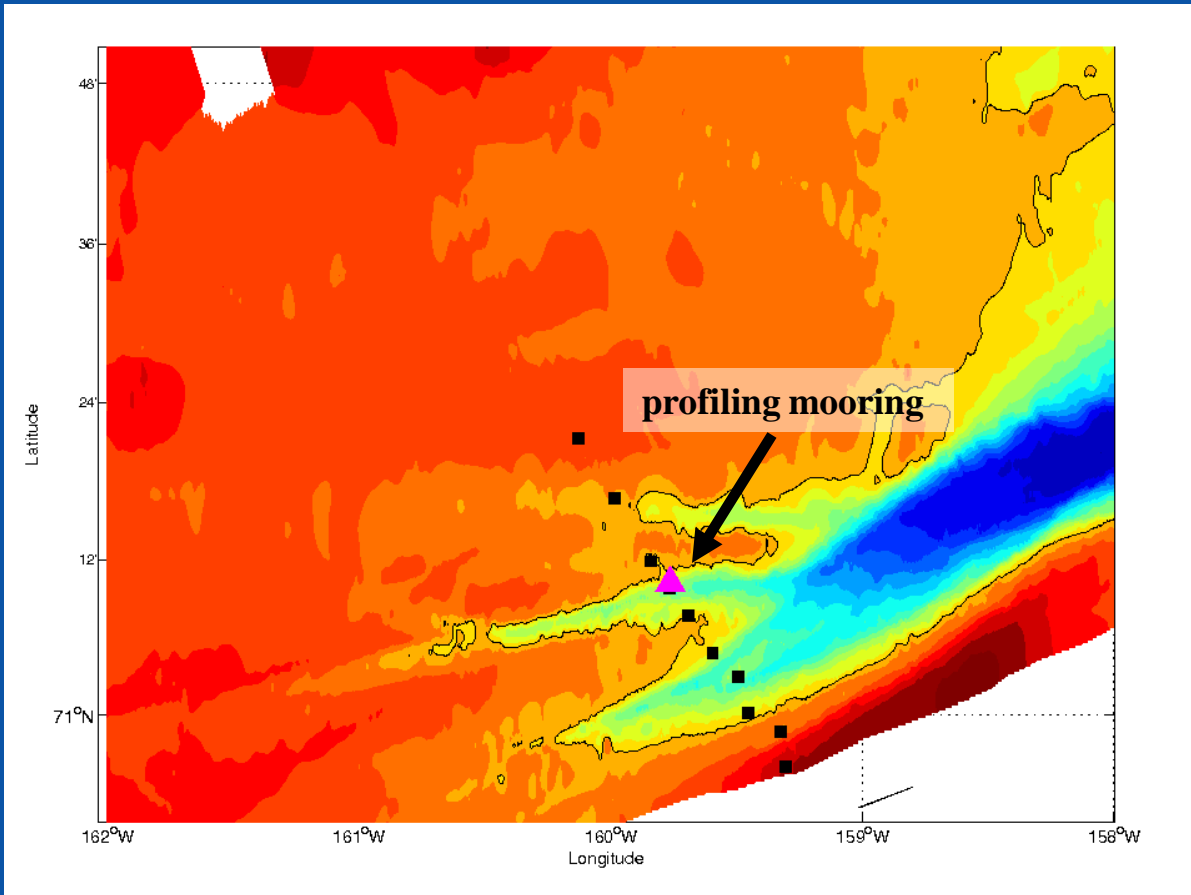 48'
36'
24'
12'
71°N
Latitude
profiling mooring
162°W
161°W
160°W
159°W
158°W
Longitude